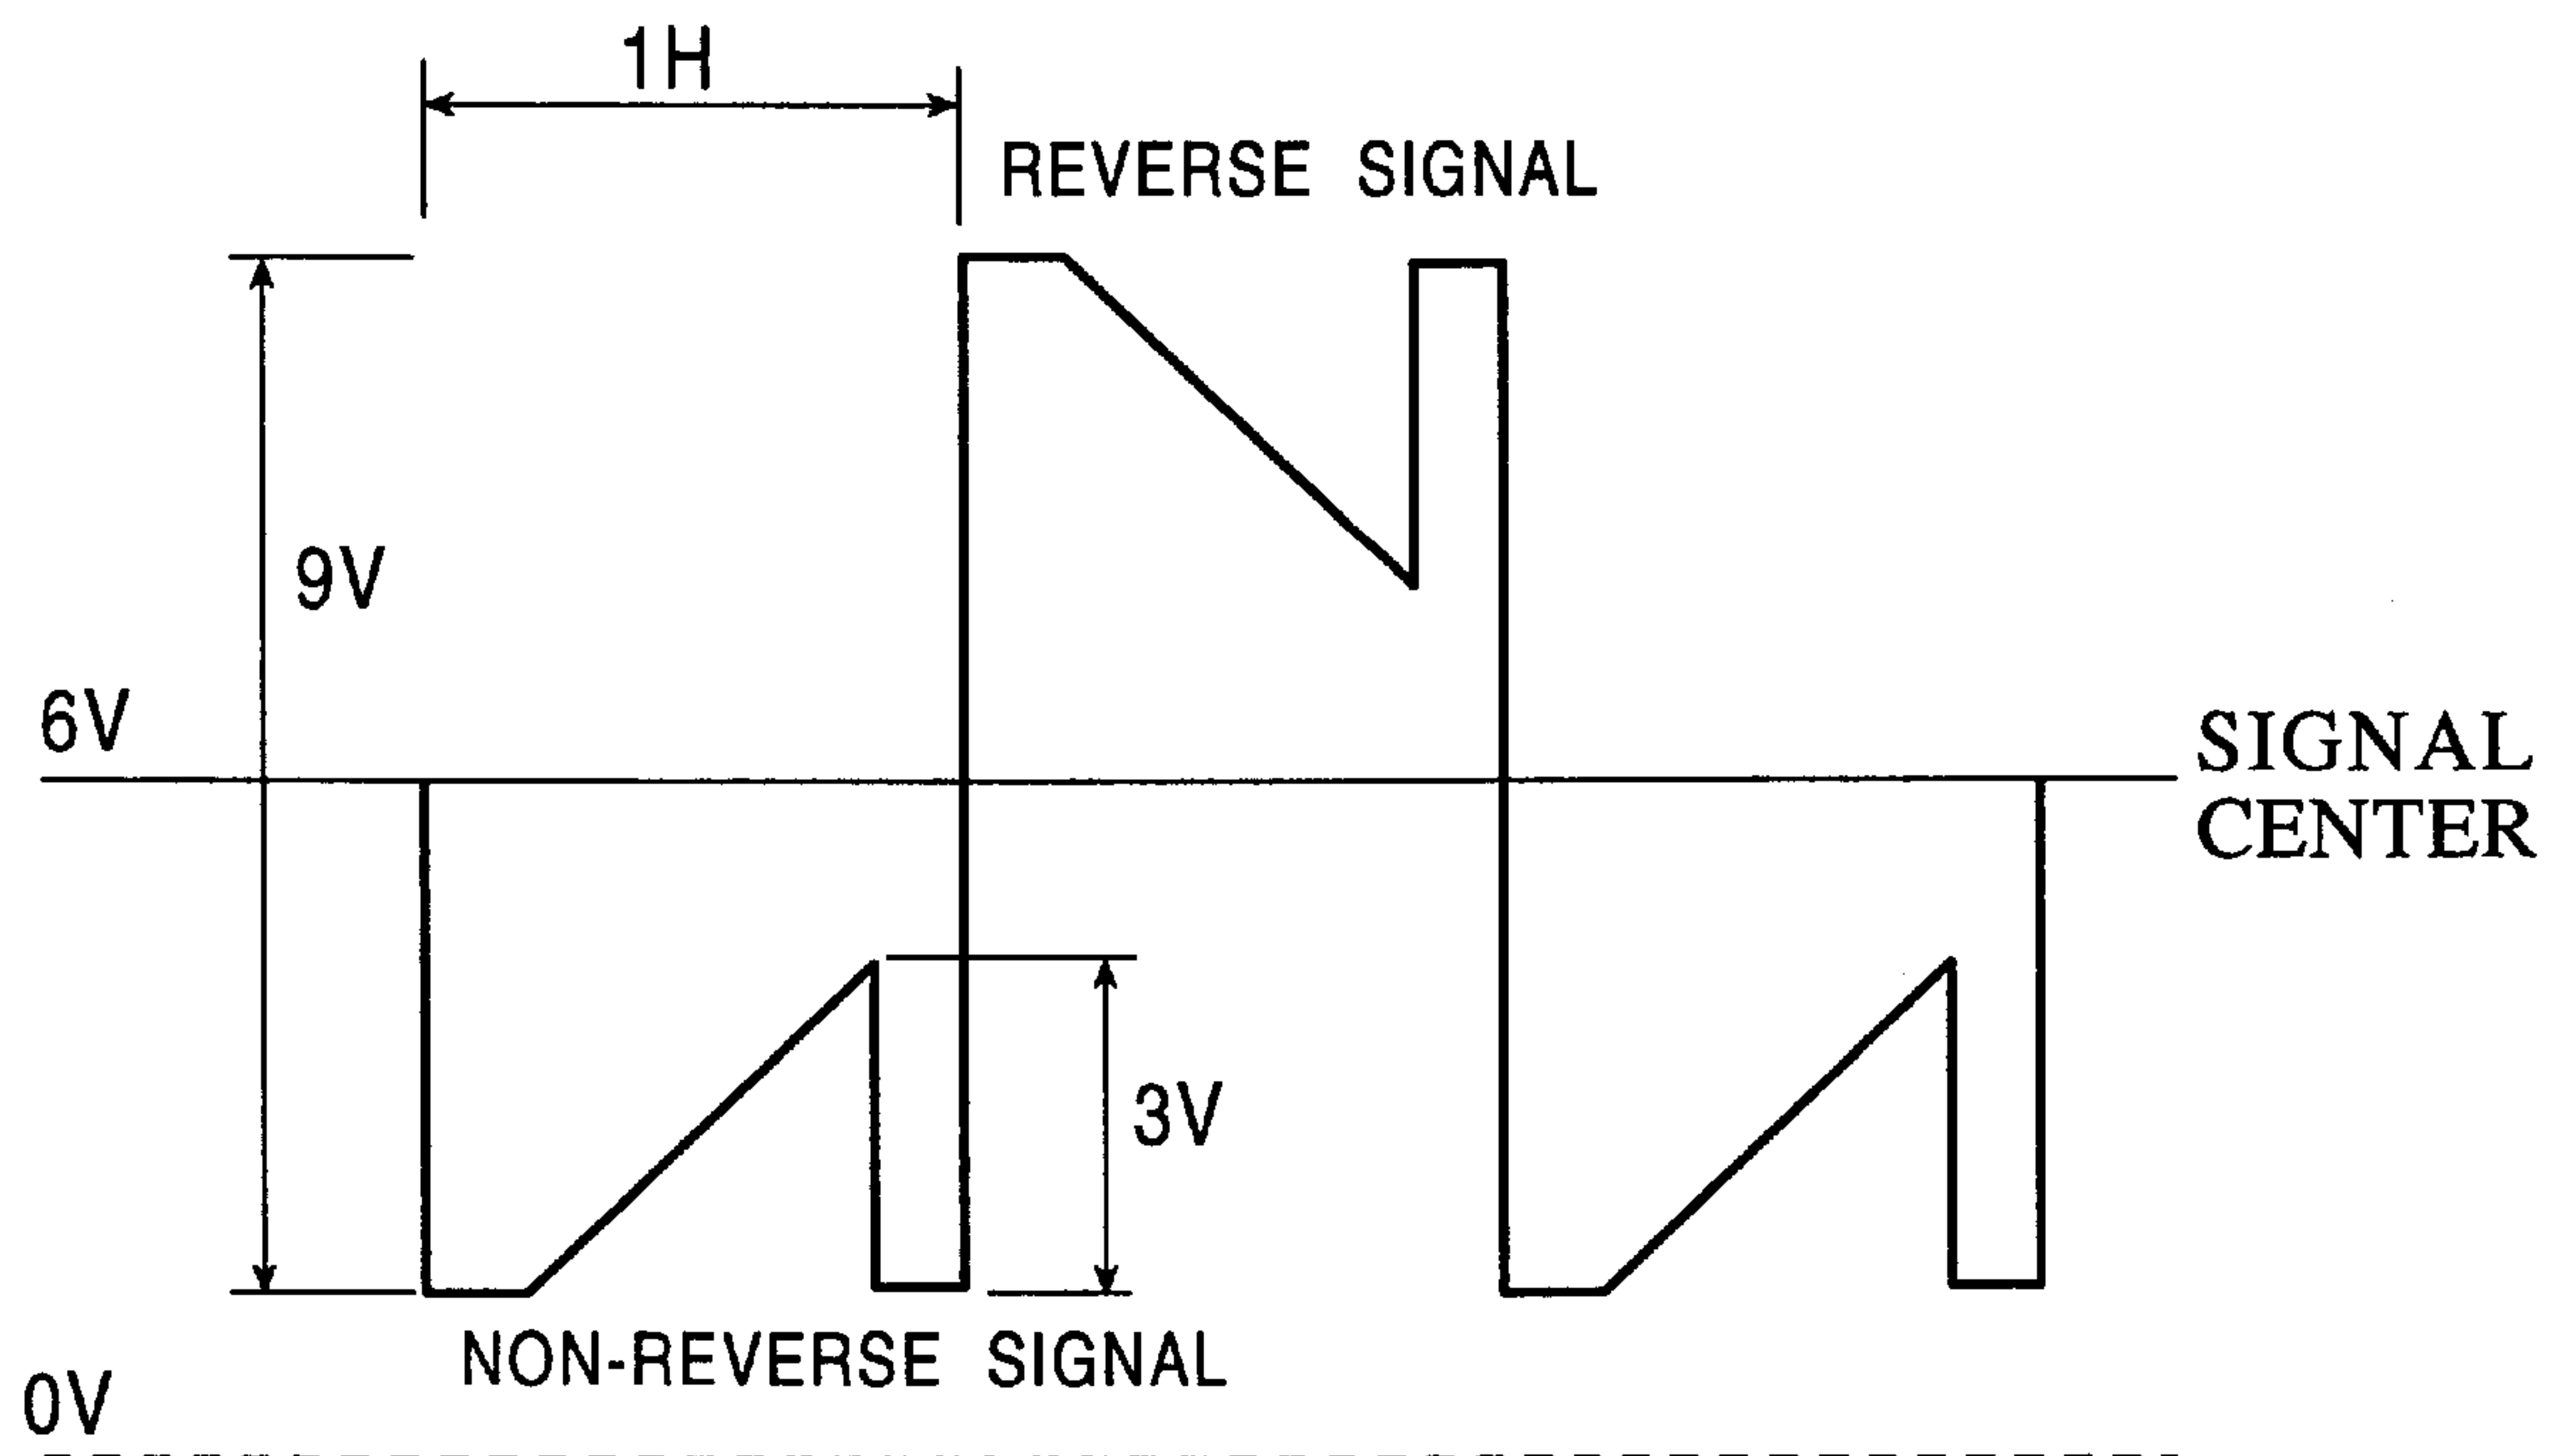 1H
REVERSE SIGNAL
9V
6V
SIGNAL
CENTER
3V
NON-REVERSE SIGNAL
0V